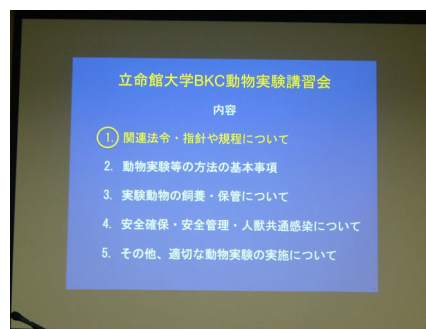 立命館大学BKC動物実験講習会
内容
1. 関連法令・指針や規程について
2. 動物実験等の方法の基本事項
3. 実験動物の飼養・保管について
4. 安全確保・安全管理・人獣共通感染について
5. その他、適切な動物実験の実施について